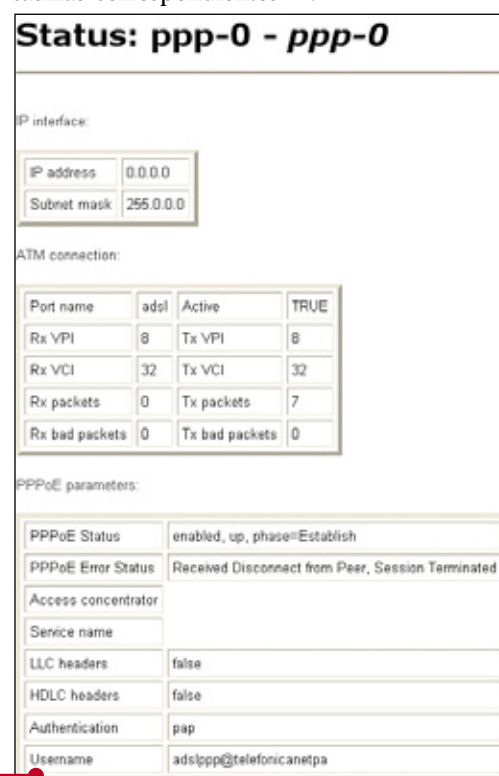 Status: ppp-0 - ppp-0
IP interface:
IP address 0.0.0.0
Subnet mask 255.0.0.0
ATM connection:
Port name adsl Active TRUE
Rx VPI 8 Tx VPI 8
Rx VCI 32 Tx VCI 32
Rx packets 0 Tx packets 7
Rx bad packets 0 Tx bad packets 0
PPPoE parameters:
PPPoE Status enabled, up, phase=Establish
PPPoE Error Status Received Disconnect from Peer, Session Terminated
Access concentrator
Service name
LLC headers false
HDLC headers false
Authentication pap
Username adslppp@telefonicanetpa